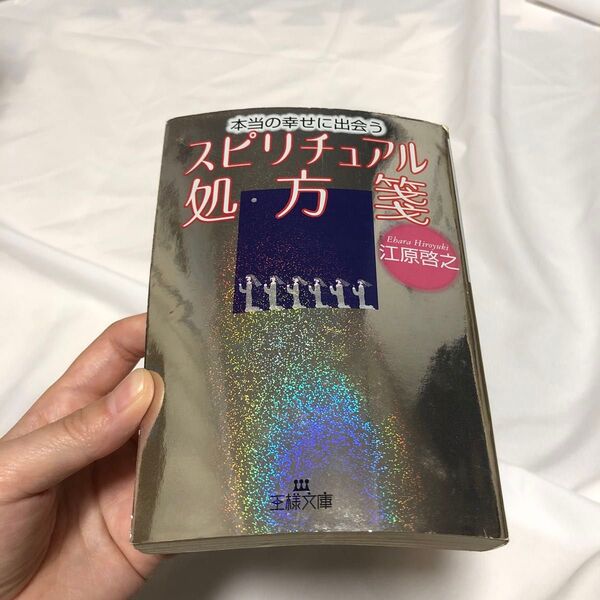 本当の幸せに出会う
スピリチュアル
処方箋
Ehara Hiroyuki
江原啓之
王様文庫